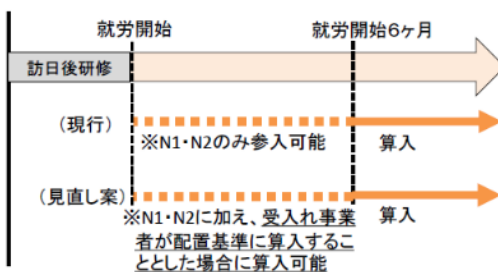 就労開始
就労開始6ヶ月
訪日後研修
(現行)
※N1・N2のみ参入可能
算入
(見直し案)
※N1・N2に加え、受入れ事業
者が配置基準に算入するこ
ととした場合に算入可能
算入